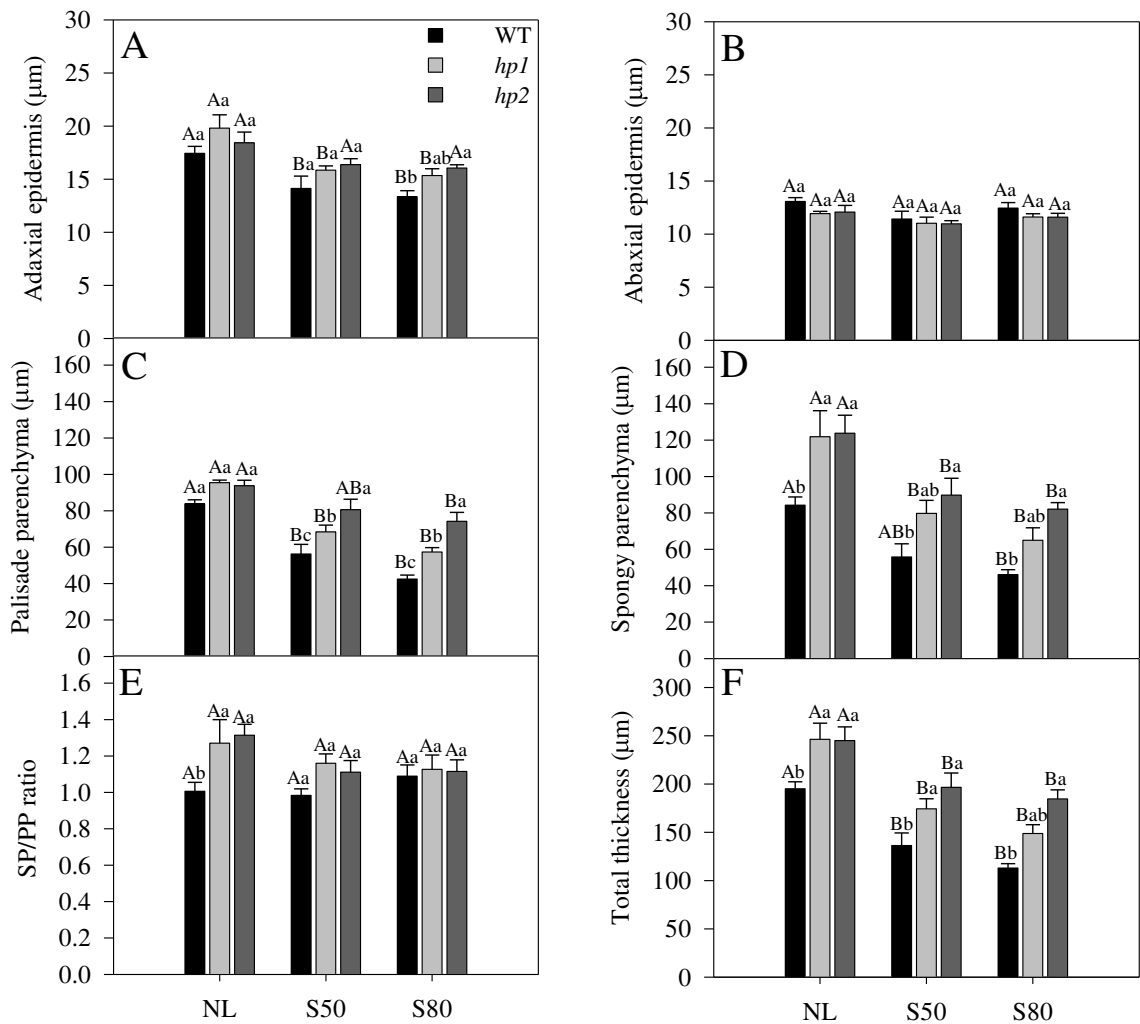 A
WT
hp1
hp2
Adaxial epidermis (μm)
30
25
20
15
10
5
0
Aa Aa Aa
Ba Ba Aa
Bb Bab Aa
B
Abaxial epidermis (μm)
30
25
20
15
10
5
0
Aa Aa Aa
Aa Aa Aa
Aa Aa Aa
C
Palisade parenchyma (μm)
160
140
120
100
80
60
40
20
0
Aa Aa Aa
Bc Bb ABa
Bc Bb Ba
D
Spongy parenchyma (μm)
160
140
120
100
80
60
40
20
0
Ab Aa Aa
ABb Bab Ba
Bb Bab Ba
E
SP/PP ratio
1.6
1.4
1.2
1.0
0.8
0.6
0.4
0.2
0.0
Ab Aa Aa
Aa Aa Aa
Aa Aa Aa
NL S50 S80
F
Total thickness (μm)
300
250
200
150
100
50
0
Ab Aa Aa
Bb Ba Ba
Bb Bab Ba
NL S50 S80